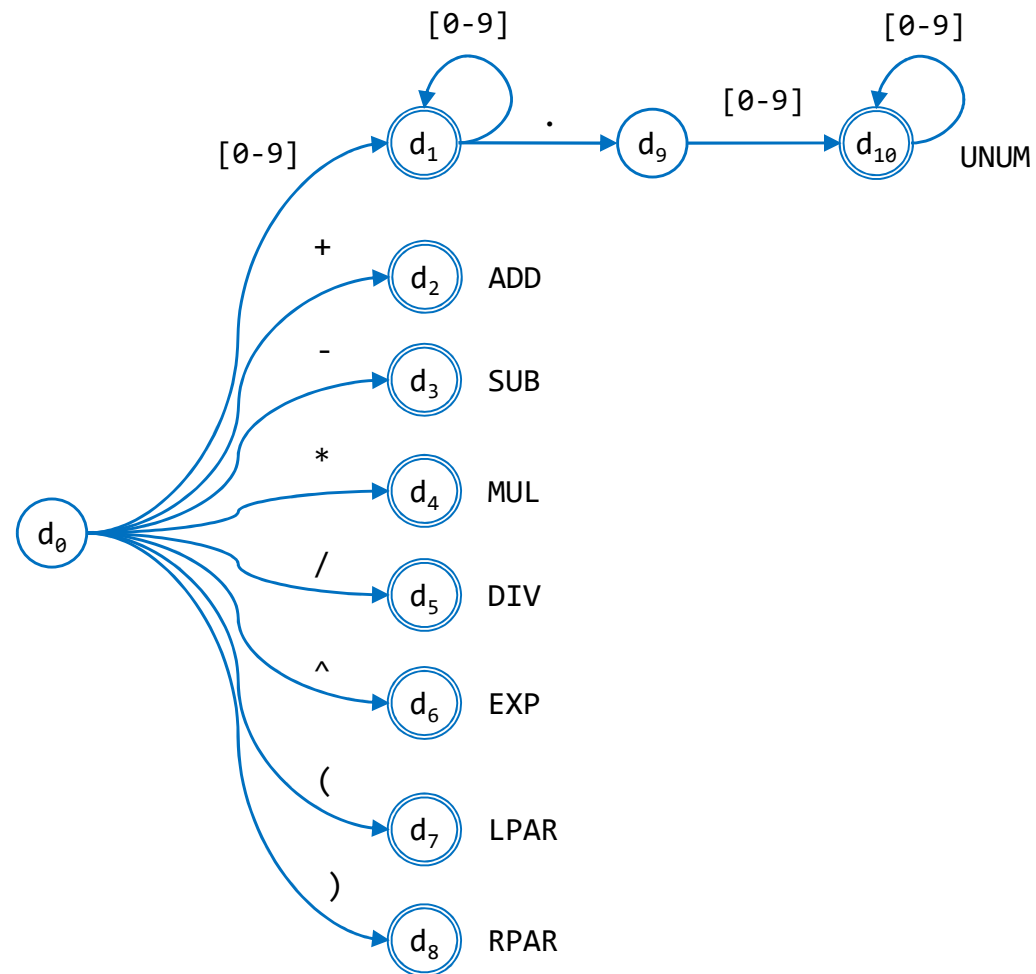 [0-9] [0-9]
[0-9] d₁ . d₉ [0-9] d₁₀ UNUM
+ d₂ ADD
- d₃ SUB
* d₄ MUL
d₀
/ d₅ DIV
^ d₆ EXP
( d₇ LPAR
) d₈ RPAR